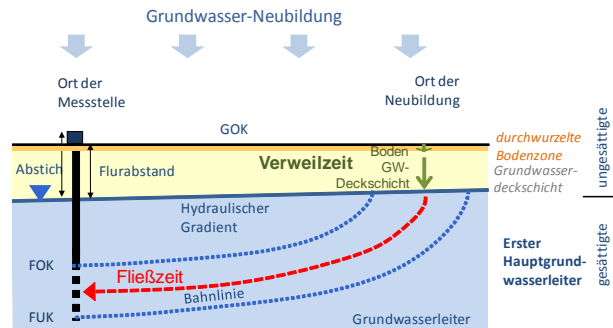 Grundwasser-Neubildung
Ort der
Messstelle
Ort der
Neubildung
GOK
Abstich
Flurabstand
Verweilzeit
Boden
GW-
Deckschicht
durchwurzelte
Bodenzone
Grundwasser-
deckschicht
ungesättigte
Hydraulischer
Gradient
FOK
Fließzeit
Bahnlinie
FUK
Grundwasserleiter
Erster
Hauptgrund-
wasserleiter
gesättigte